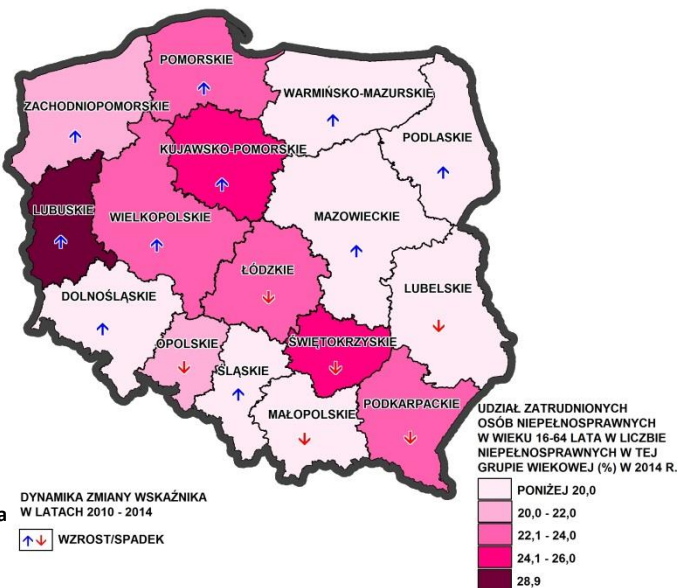 POMORSKIE
WARMIŃSKO-MAZURSKIE
ZACHODNIOPOMORSKIE
PODLASKIE
KUJAWSKO-POMORSKIE
LUBUSKIE
WIELKOPOLSKIE
MAZOWIECKIE
ŁÓDZKIE
LUBELSKIE
DOLNOŚLĄSKIE
OPOLSKIE
ŚWIĘTOKRZYSKIE
ŚLĄSKIE
MAŁOPOLSKIE
PODKARPACKIE
UDZIAŁ ZATRUDNIONYCH
OSÓB NIEPEŁNOSPRAWNYCH
W WIEKU 16-64 LATA W LICZBIE
NIEPEŁNOSPRAWNYCH W TEJ
GRUPIE WIEKOWEJ (%) W 2014 R.
PONIŻEJ 20,0
20,0 - 22,0
22,1 - 24,0
24,1 - 26,0
28,9
a
DYNAMIKA ZMIANY WSKAŹNIKA
W LATACH 2010 - 2014
WZROST/SPADEK